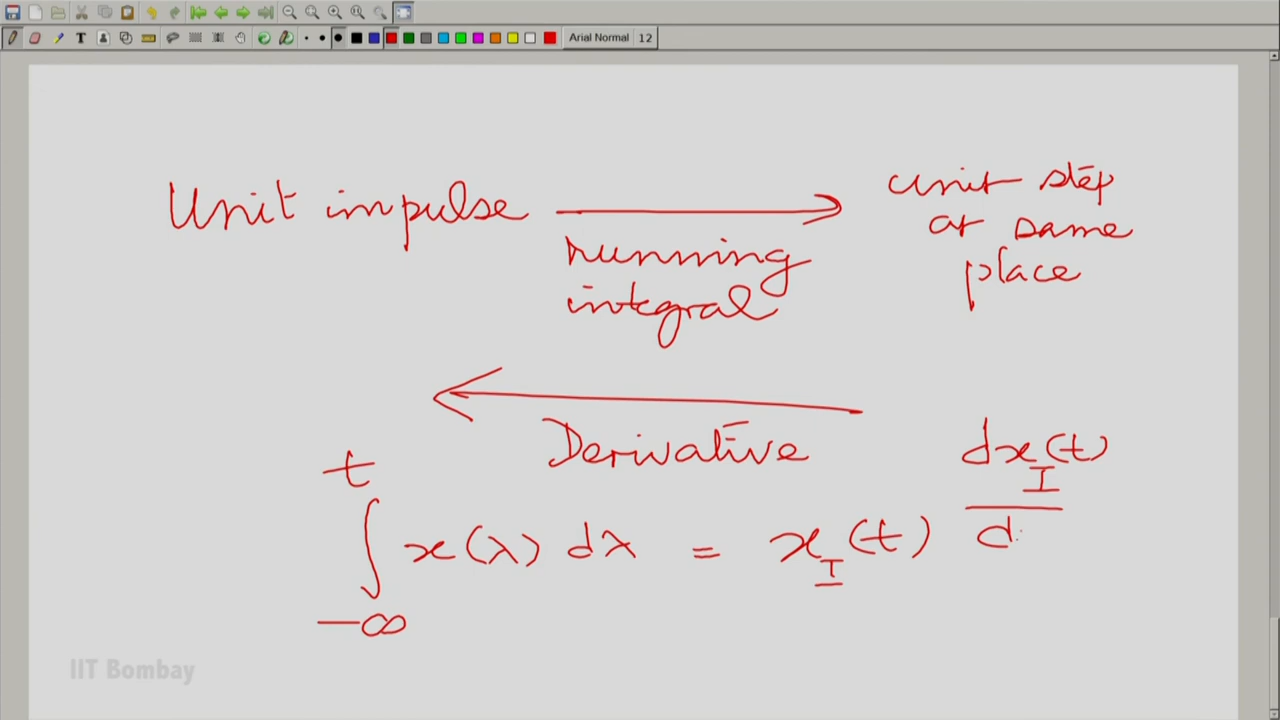 Arial Normal 12
Unit impulse
running
integral
unit step
at same
place
Derivative
t
∫ x(λ) dλ = x_I(t)
-∞
dx_I(t)
d
IIT Bombay